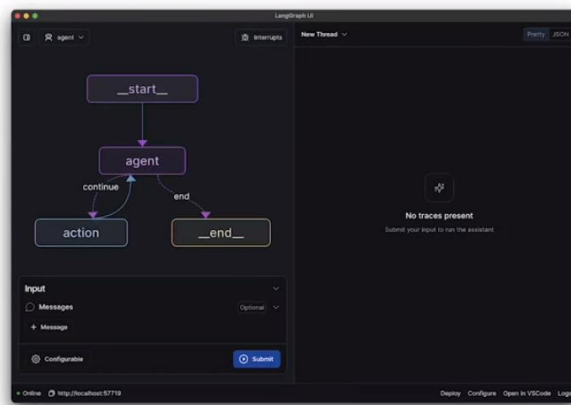 LangGraph UI
agent
Interrupts
New Thread
Pretty JSON
__start__
agent
continue
end
action
__end__
No traces present
Submit your input to run the assistant
Input
Messages
Optional
+ Message
Configurable
Submit
Online http://localhost:57719
Deploy Configure Open in VSCode